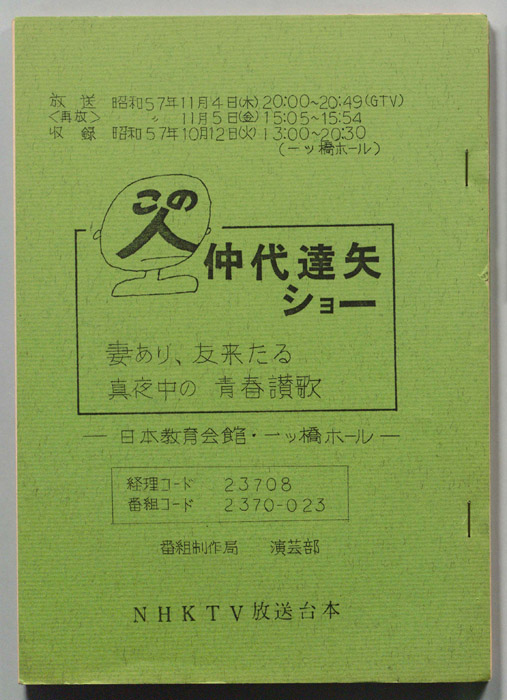 放送 昭和57年11月4日(木)20:00~20:49(GTV)
<再放> 〃 11月5日(金)15:05~15:54
収録 昭和57年10月12日(火)13:00~20:30
(一ッ橋ホール)
この人
仲代達矢
ショー
妻あり、友来たる
真夜中の 青春讃歌
― 日本教育会館・一ッ橋ホール ―
経理コード 23708
番組コード 2370-023
番組制作局 演芸部
NHKTV放送台本